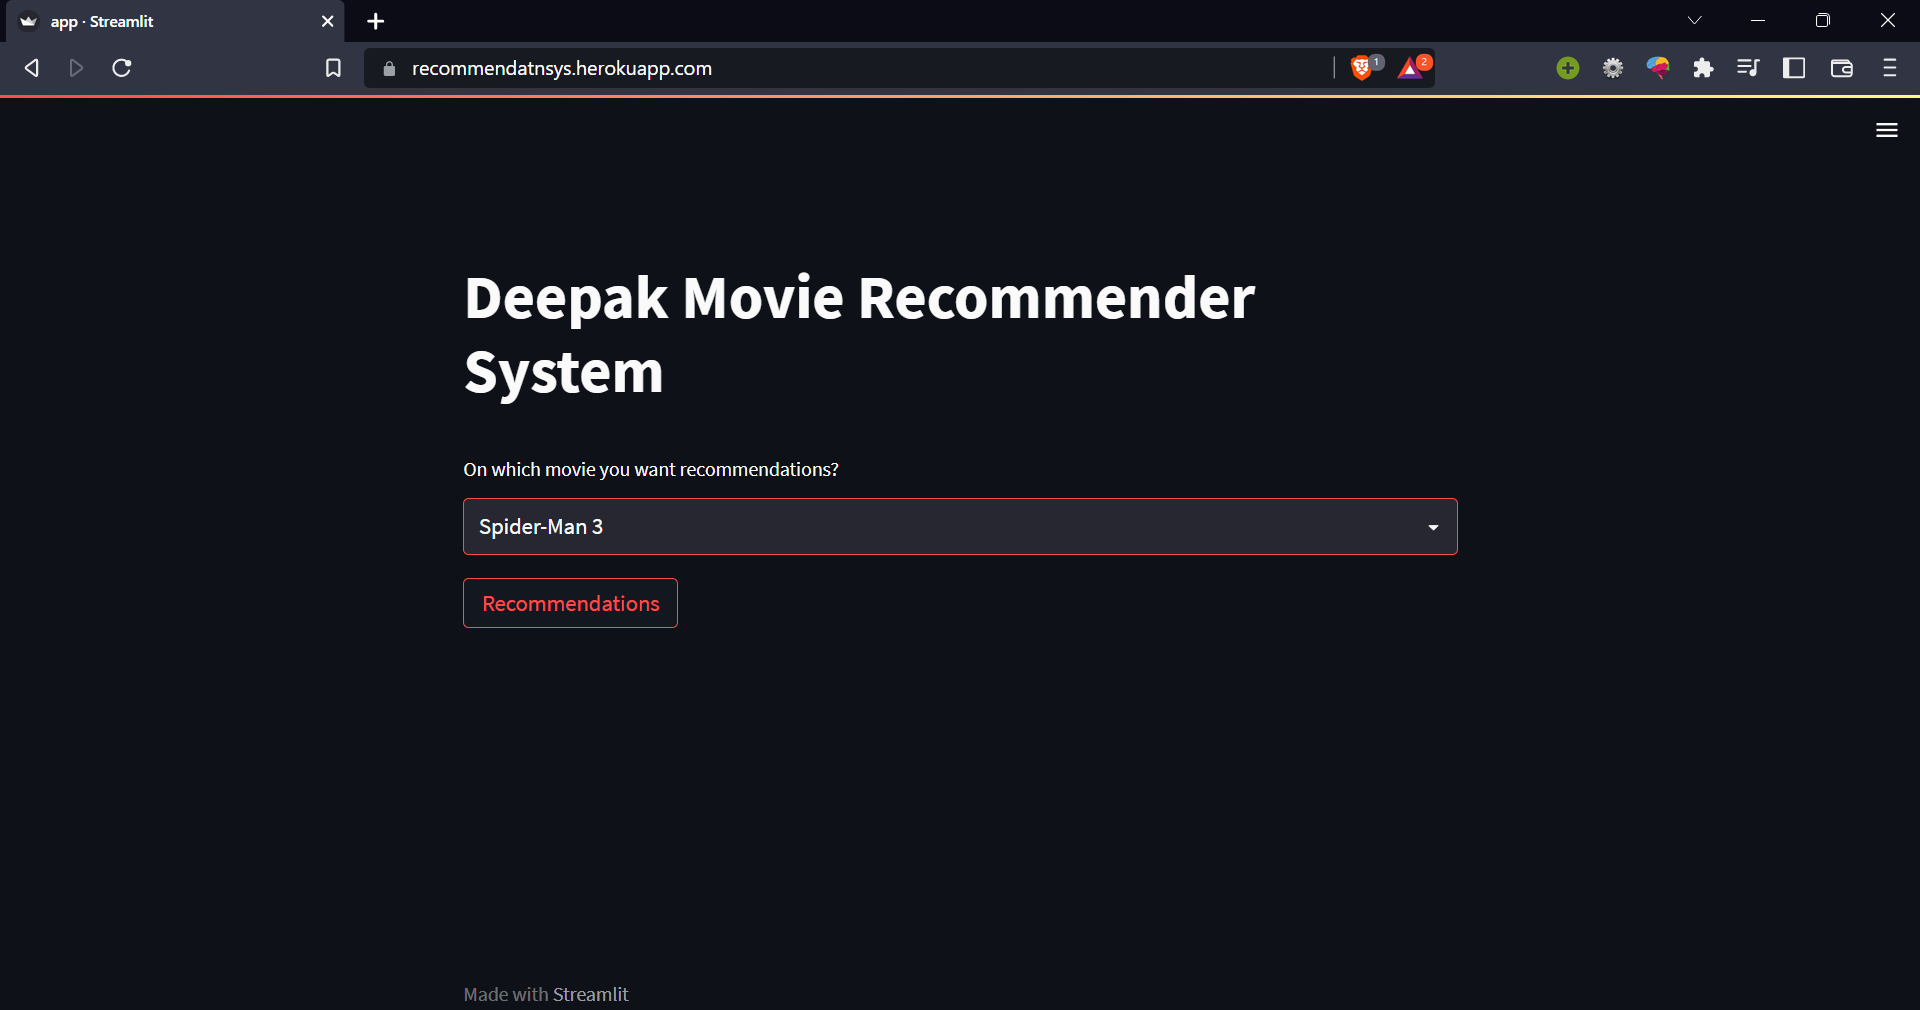 app · Streamlit
recommendatnsys.herokuapp.com
1
2
Deepak Movie Recommender
System
On which movie you want recommendations?
Spider-Man 3
Recommendations
Made with Streamlit